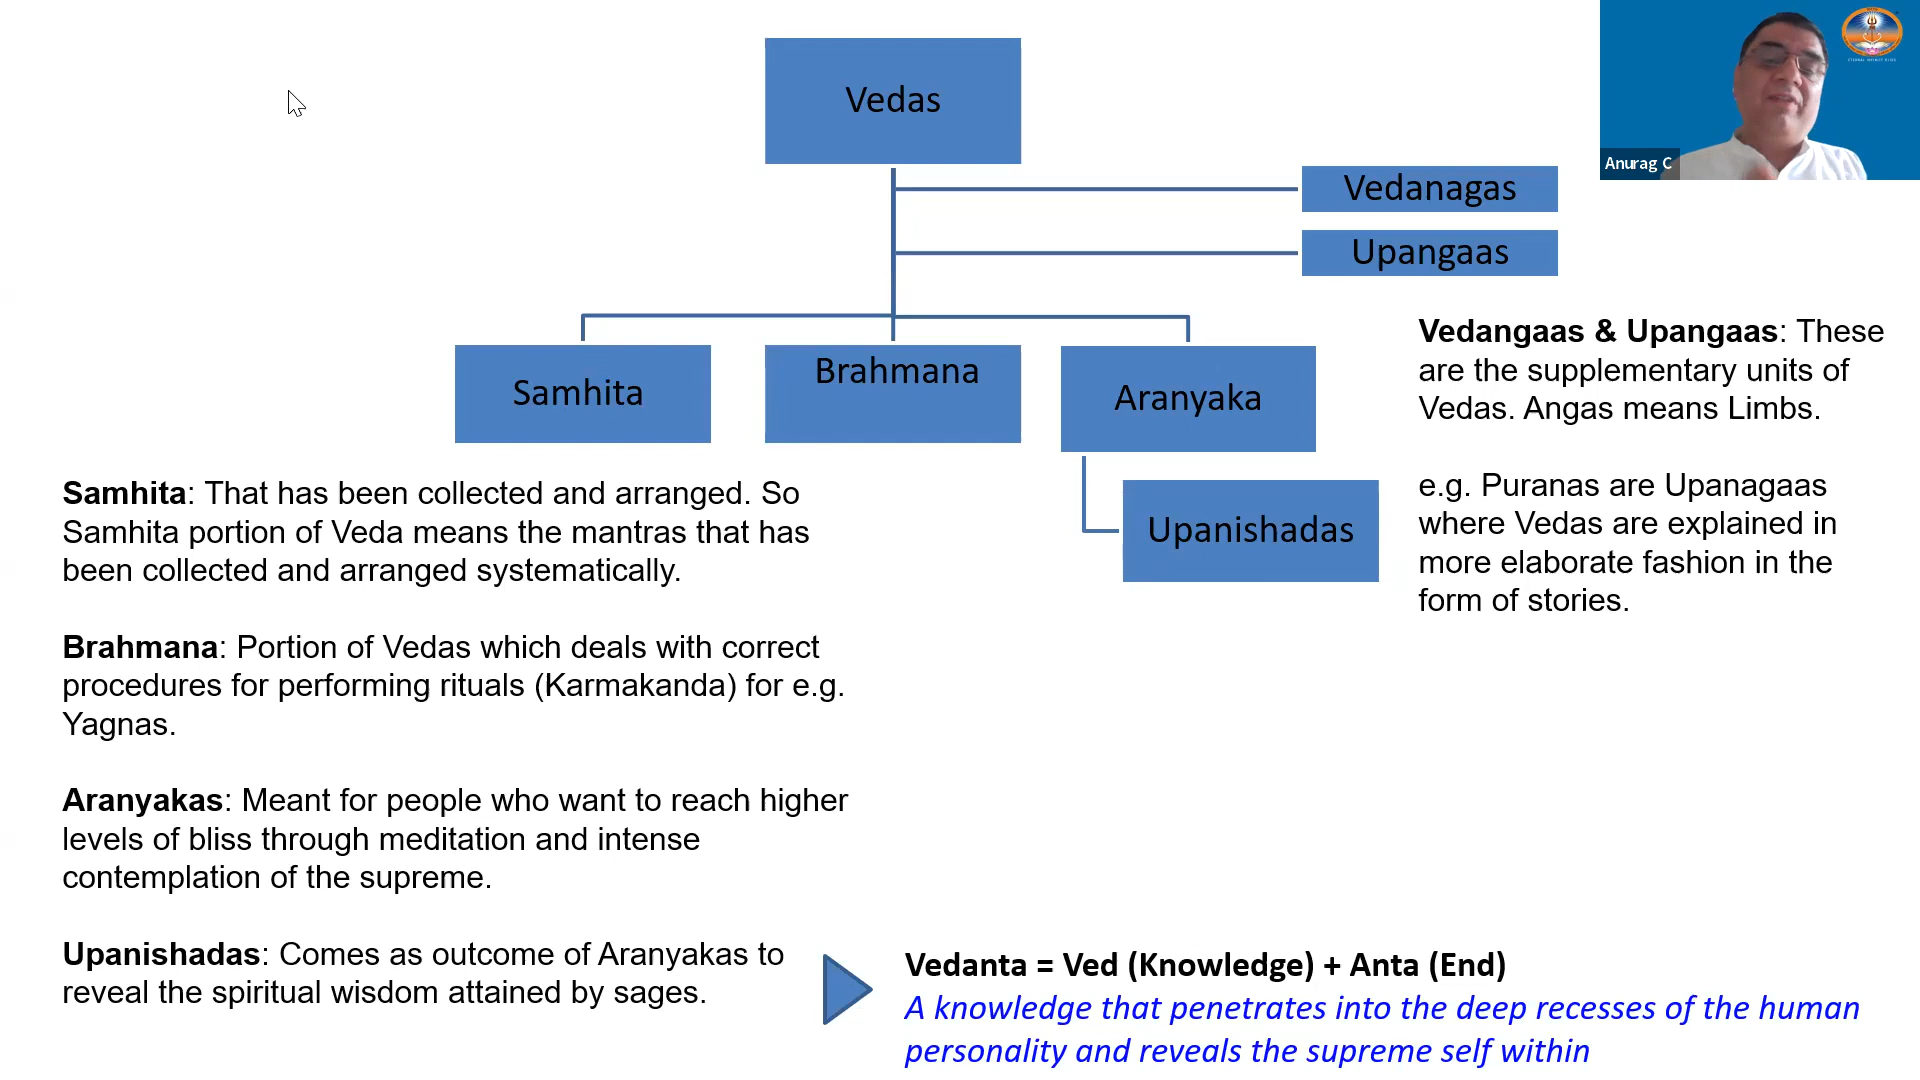 Vedas
Anurag C
Vedanagas
Upangaas
Samhita
Brahmana
Aranyaka
Upanishadas
Vedangaas & Upangaas: These
are the supplementary units of
Vedas. Angas means Limbs.
e.g. Puranas are Upanagaas
where Vedas are explained in
more elaborate fashion in the
form of stories.
Samhita: That has been collected and arranged. So
Samhita portion of Veda means the mantras that has
been collected and arranged systematically.
Brahmana: Portion of Vedas which deals with correct
procedures for performing rituals (Karmakanda) for e.g.
Yagnas.
Aranyakas: Meant for people who want to reach higher
levels of bliss through meditation and intense
contemplation of the supreme.
Upanishadas: Comes as outcome of Aranyakas to
reveal the spiritual wisdom attained by sages.
Vedanta = Ved (Knowledge) + Anta (End)
A knowledge that penetrates into the deep recesses of the human
personality and reveals the supreme self within